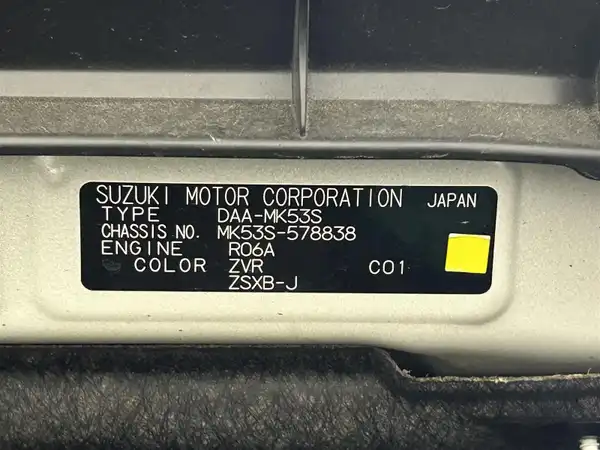 SUZUKI MOTOR CORPORATION JAPAN
TYPE DAA-MK53S
CHASSIS NO. MK53S-578838
ENGINE R06A
COLOR ZVR C01
ZSXB-J